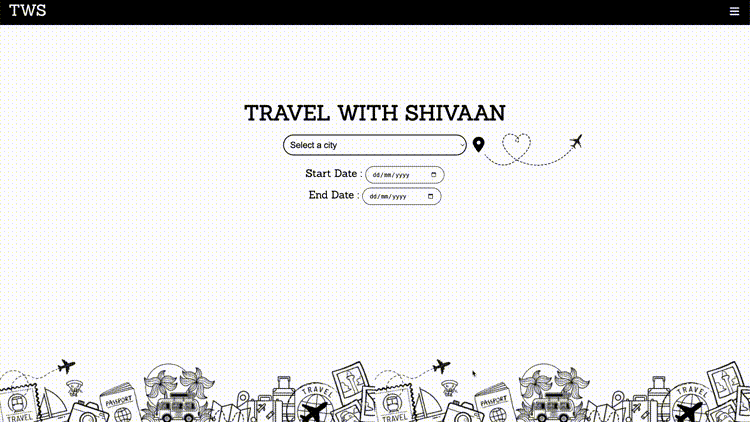 TWS
TRAVEL WITH SHIVAAN
Select a city
Start Date : dd/mm/yyyy
End Date : dd/mm/yyyy
TRAVEL
PASSPORT
TRAVEL
TRAVEL
PASSPORT
TRAVEL